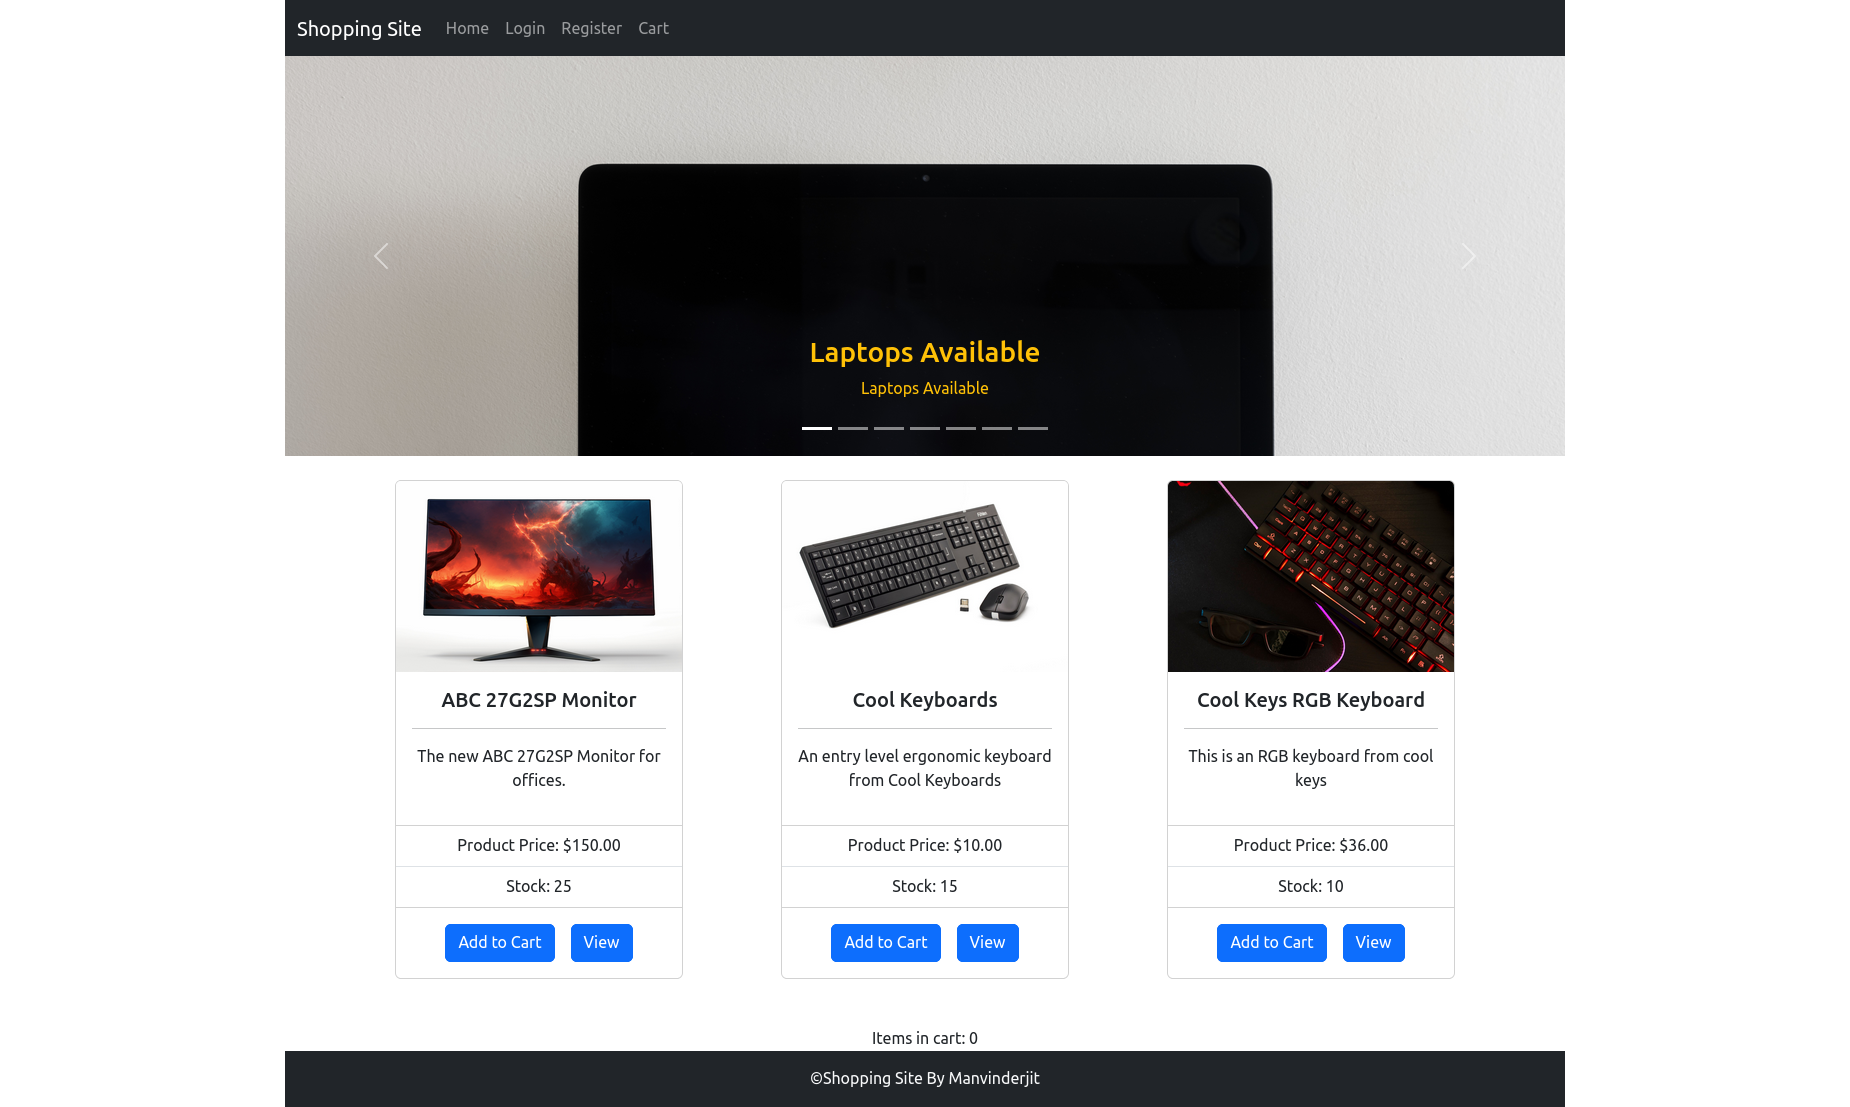 Shopping Site Home Login Register Cart
Laptops Available
Laptops Available
ABC 27G2SP Monitor
The new ABC 27G2SP Monitor for
offices.
Product Price: $150.00
Stock: 25
Add to Cart View
Cool Keyboards
An entry level ergonomic keyboard
from Cool Keyboards
Product Price: $10.00
Stock: 15
Add to Cart View
Cool Keys RGB Keyboard
This is an RGB keyboard from cool
keys
Product Price: $36.00
Stock: 10
Add to Cart View
Items in cart: 0
©Shopping Site By Manvinderjit